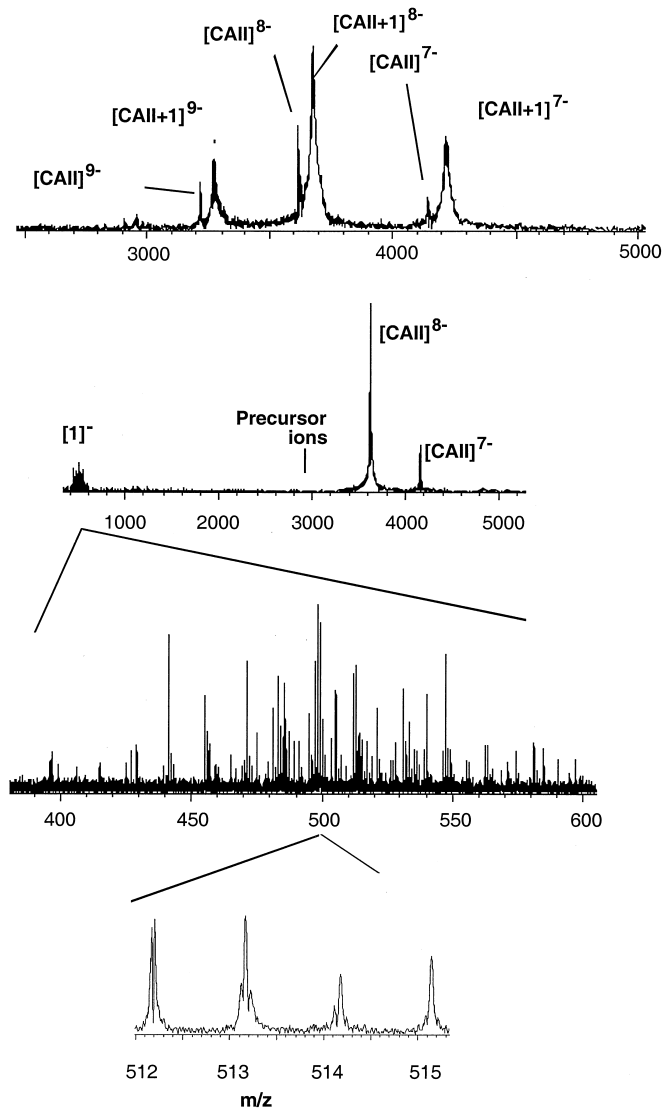 [CAII]8-
[CAII+1]8-
[CAII]7-
[CAII+1]9-
[CAII+1]7-
[CAII]9-
3000 4000 5000
[CAII]8-
Precursor
ions
[1]-
[CAII]7-
1000 2000 3000 4000 5000
400 450 500 550 600
512 513 514 515
m/z